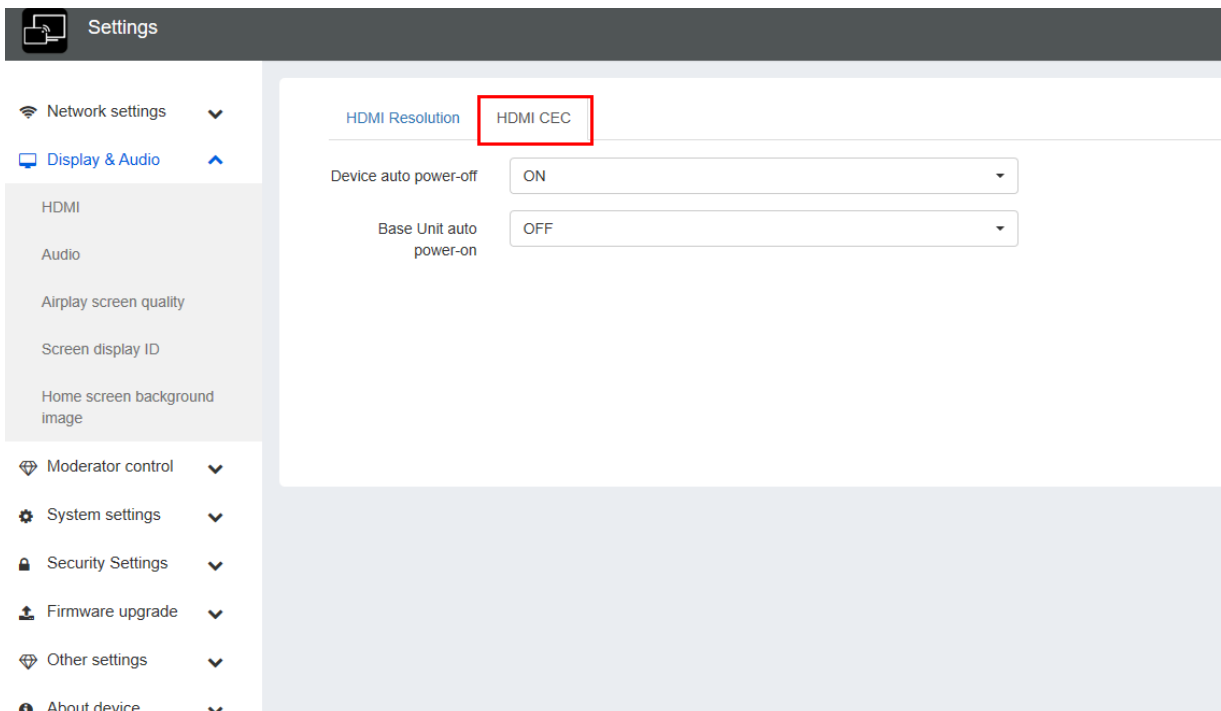 Settings
Network settings
Display & Audio
HDMI
Audio
Airplay screen quality
Screen display ID
Home screen background
image
Moderator control
System settings
Security Settings
Firmware upgrade
Other settings
About device
HDMI Resolution
HDMI CEC
Device auto power-off
ON
Base Unit auto
power-on
OFF